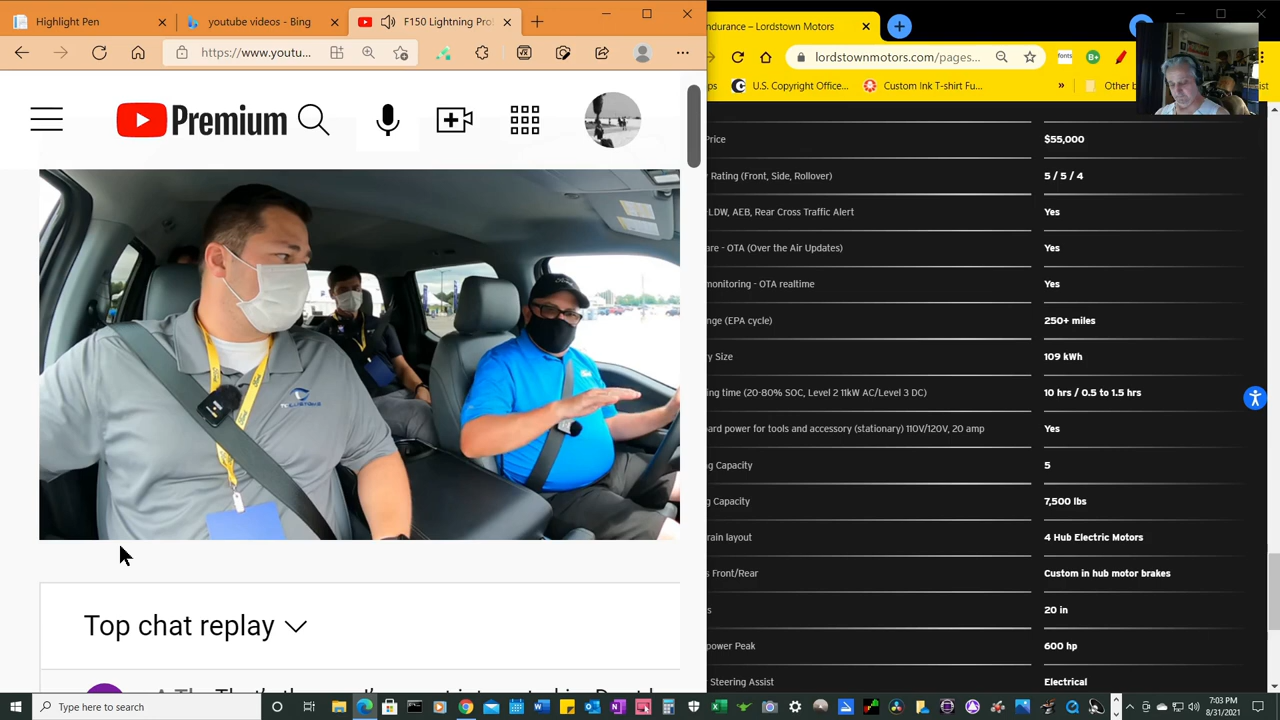 Highlight Pen
youtube videos - Bing
F150 Lightning Pro
ndurance – Lordstown Motors
https://www.youtu...
lordstownmotors.com/pages...
U.S. Copyright Office...
Custom Ink T-shirt Fu...
»
Other b
Premium
Price $55,000
Rating (Front, Side, Rollover) 5 / 5 / 4
LDW, AEB, Rear Cross Traffic Alert Yes
are - OTA (Over the Air Updates) Yes
monitoring - OTA realtime Yes
nge (EPA cycle) 250+ miles
ry Size 109 kWh
ing time (20-80% SOC, Level 2 11kW AC/Level 3 DC) 10 hrs / 0.5 to 1.5 hrs
ard power for tools and accessory (stationary) 110V/120V, 20 amp Yes
ng Capacity 5
g Capacity 7,500 lbs
rain layout 4 Hub Electric Motors
s Front/Rear Custom in hub motor brakes
s 20 in
power Peak 600 hp
Steering Assist Electrical
Top chat replay
Type here to search
7:03 PM
8/31/2021